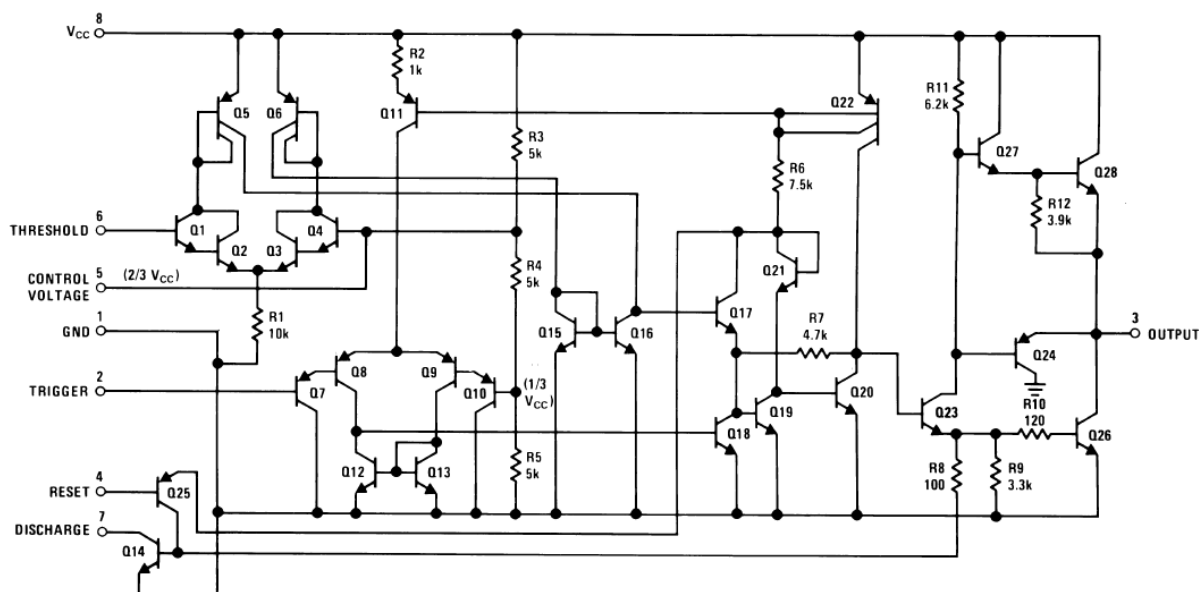 8
VCC
R2
1k
R11
6.2k
Q5
Q6
Q11
Q22
R3
5k
Q27
R6
7.5k
Q28
R12
3.9k
6
THRESHOLD
Q1
Q2
Q3
Q4
5
CONTROL
VOLTAGE
(2/3 VCC)
R4
5k
Q21
1
GND
R1
10k
Q15
Q16
Q17
R7
4.7k
3
OUTPUT
Q24
2
TRIGGER
Q7
Q8
Q9
Q10
(1/3
VCC)
Q18
Q19
Q20
Q23
R10
120
Q26
Q12
Q13
R5
5k
R8
100
R9
3.3k
4
RESET
Q25
7
DISCHARGE
Q14